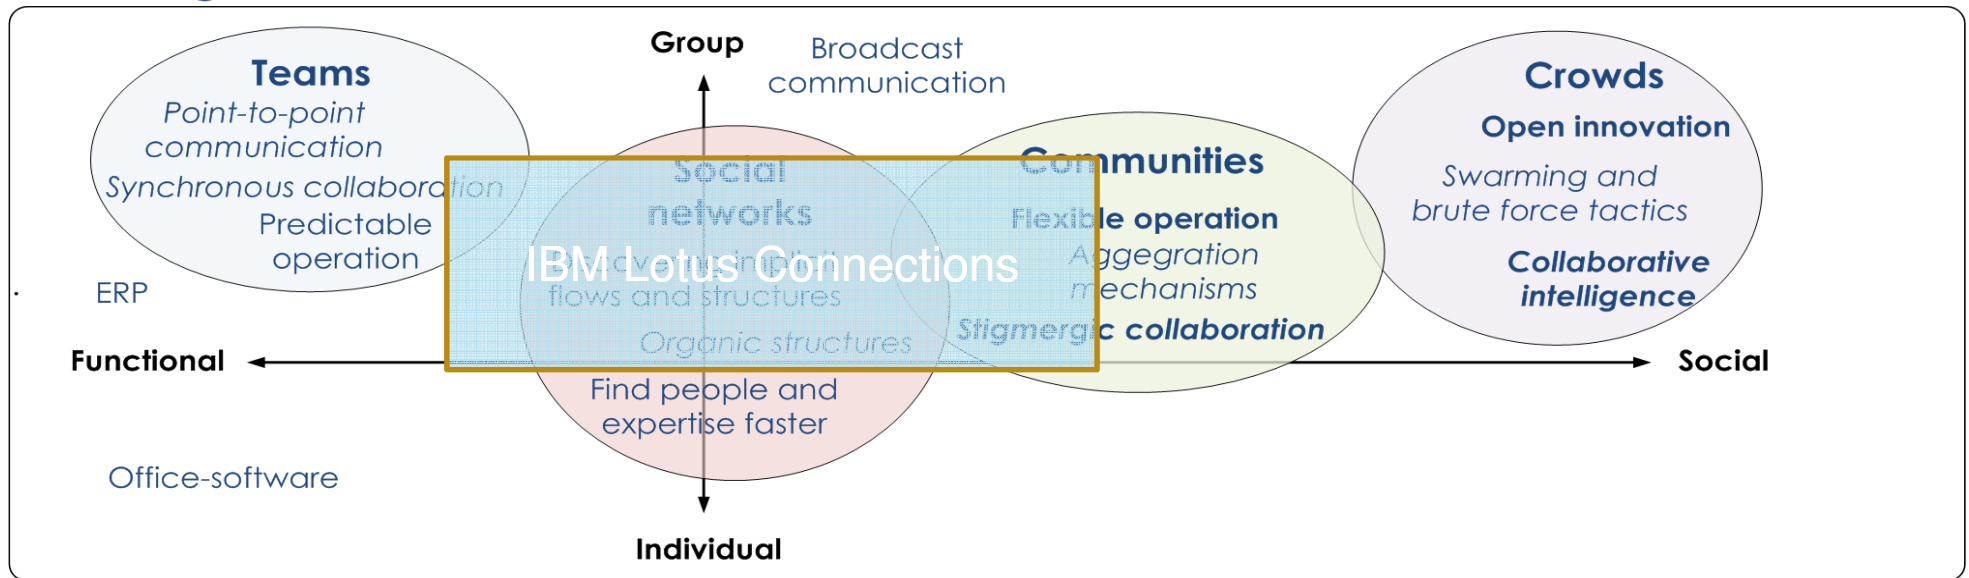 Group
Broadcast
communication
Teams
Point-to-point
communication
Synchronous collaboration
Predictable
operation
Social
networks
flows and structures
Organic structures
Find people and
expertise faster
IBM Lotus Connections
Communities
Flexible operation
Aggegration
mechanisms
Stigmergic collaboration
Crowds
Open innovation
Swarming and
brute force tactics
Collaborative
intelligence
ERP
Functional
Social
Office-software
Individual